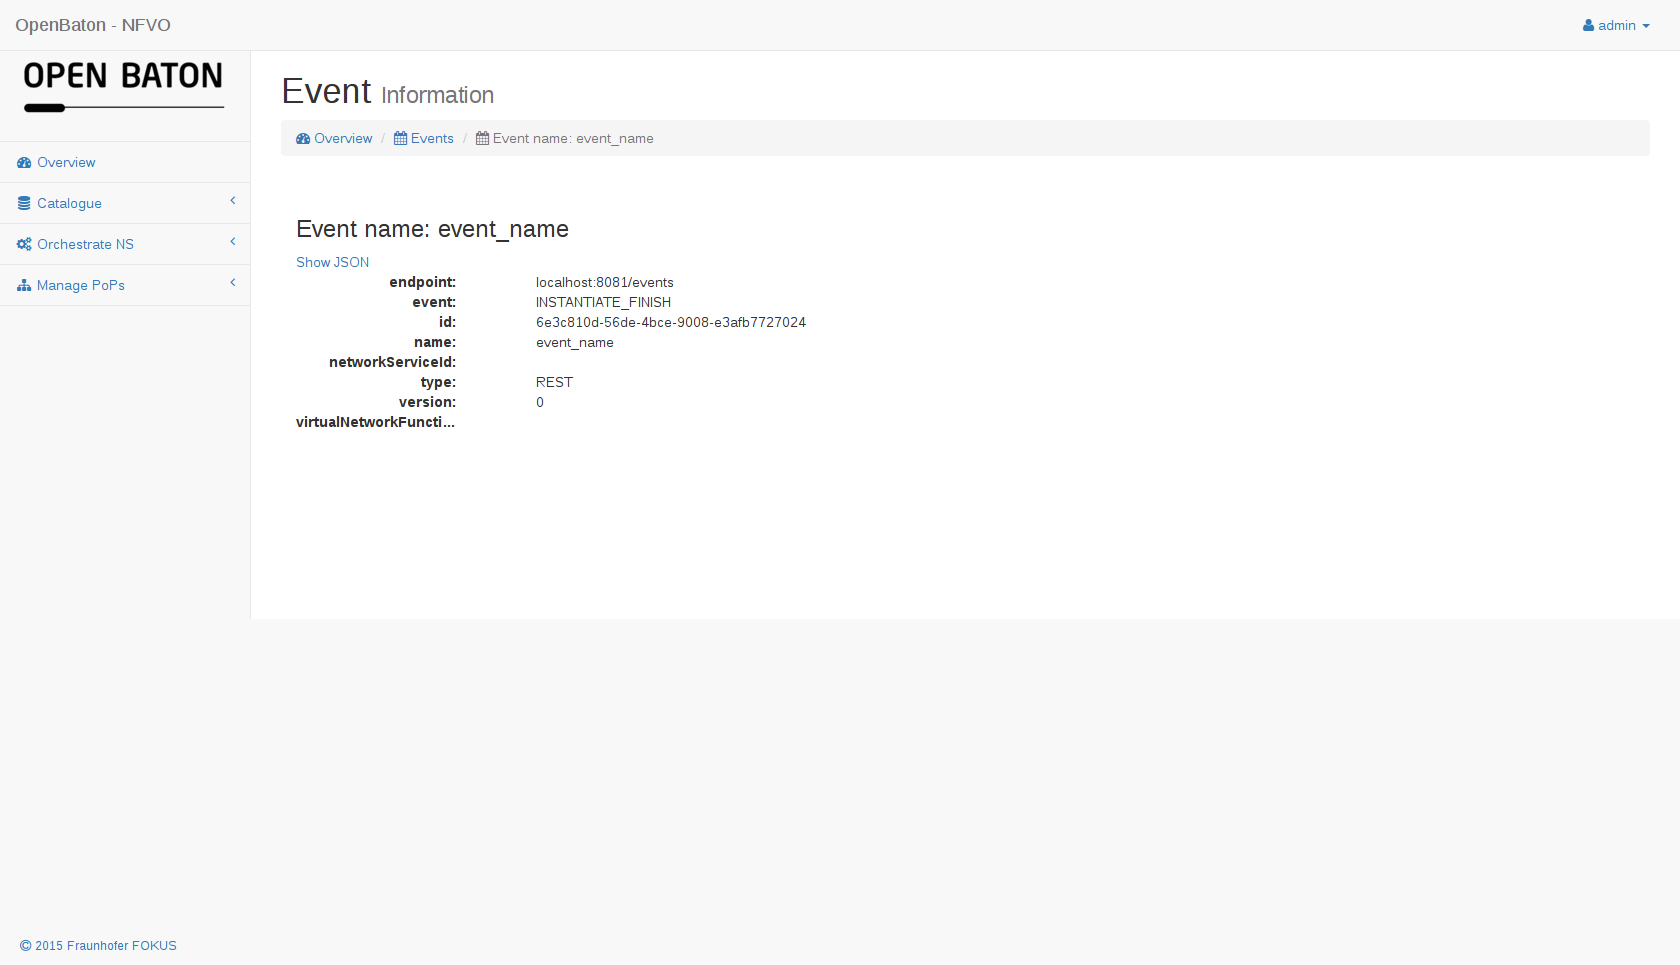 OpenBaton - NFVO
admin
OPEN BATON
Overview
Catalogue
Orchestrate NS
Manage PoPs
Event Information
Overview / Events / Event name: event_name
Event name: event_name
Show JSON
endpoint: localhost:8081/events
event: INSTANTIATE_FINISH
id: 6e3c810d-56de-4bce-9008-e3afb7727024
name: event_name
networkServiceId:
type: REST
version: 0
virtualNetworkFuncti...
© 2015 Fraunhofer FOKUS